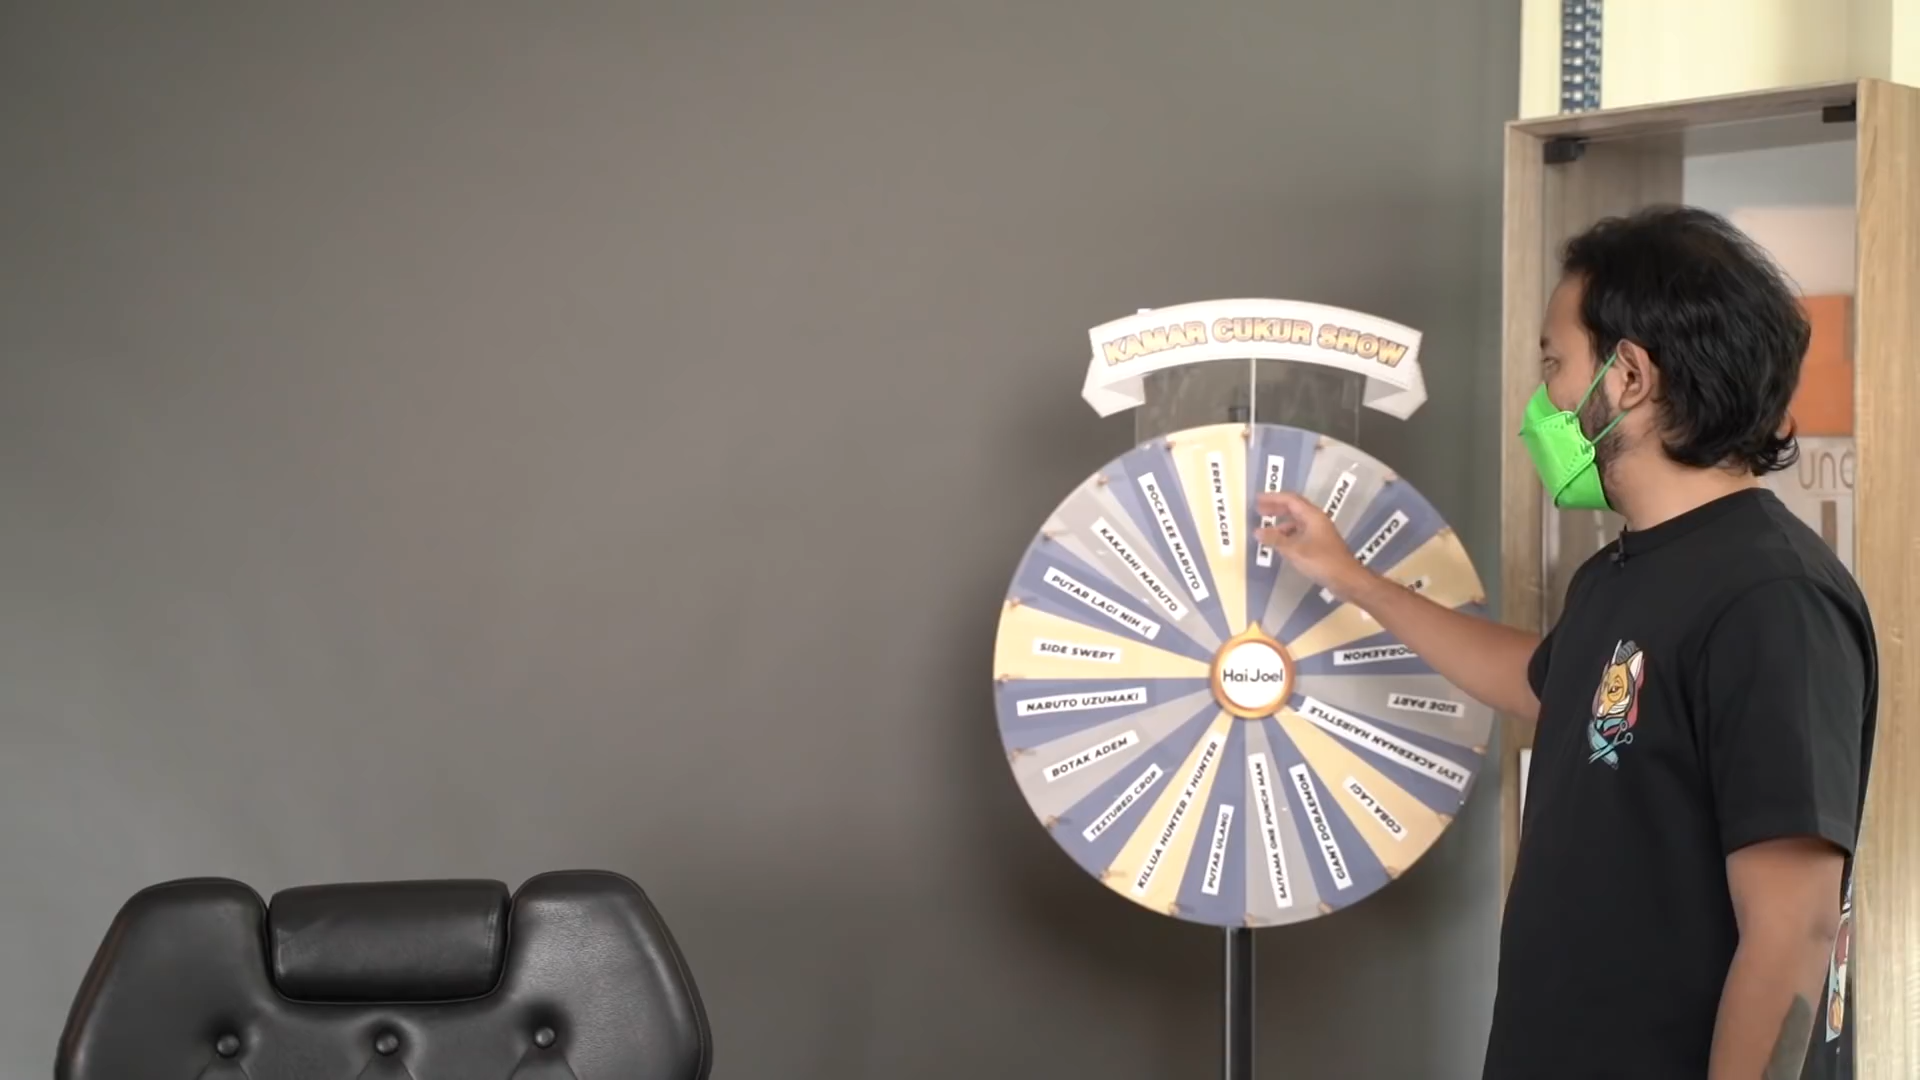 KAMAR CUKUR SHOW
EREN YEAGER
ROCK LEE NARUTO
KAKASHI NARUTO
PUTAR LAGI NIH :(
SIDE SWEPT
NARUTO UZUMAKI
BOTAK ADEM
TEXTURED CROP
KILLUA HUNTER X HUNTER
PUTAR ULANG
SAITAMA ONE PUNCH MAN
GIANT DORAEMON
COBA LAGI
LEVI ACKERMAN HAIRSTYLE
SIDE PART
DORAEMON
Hai Joel